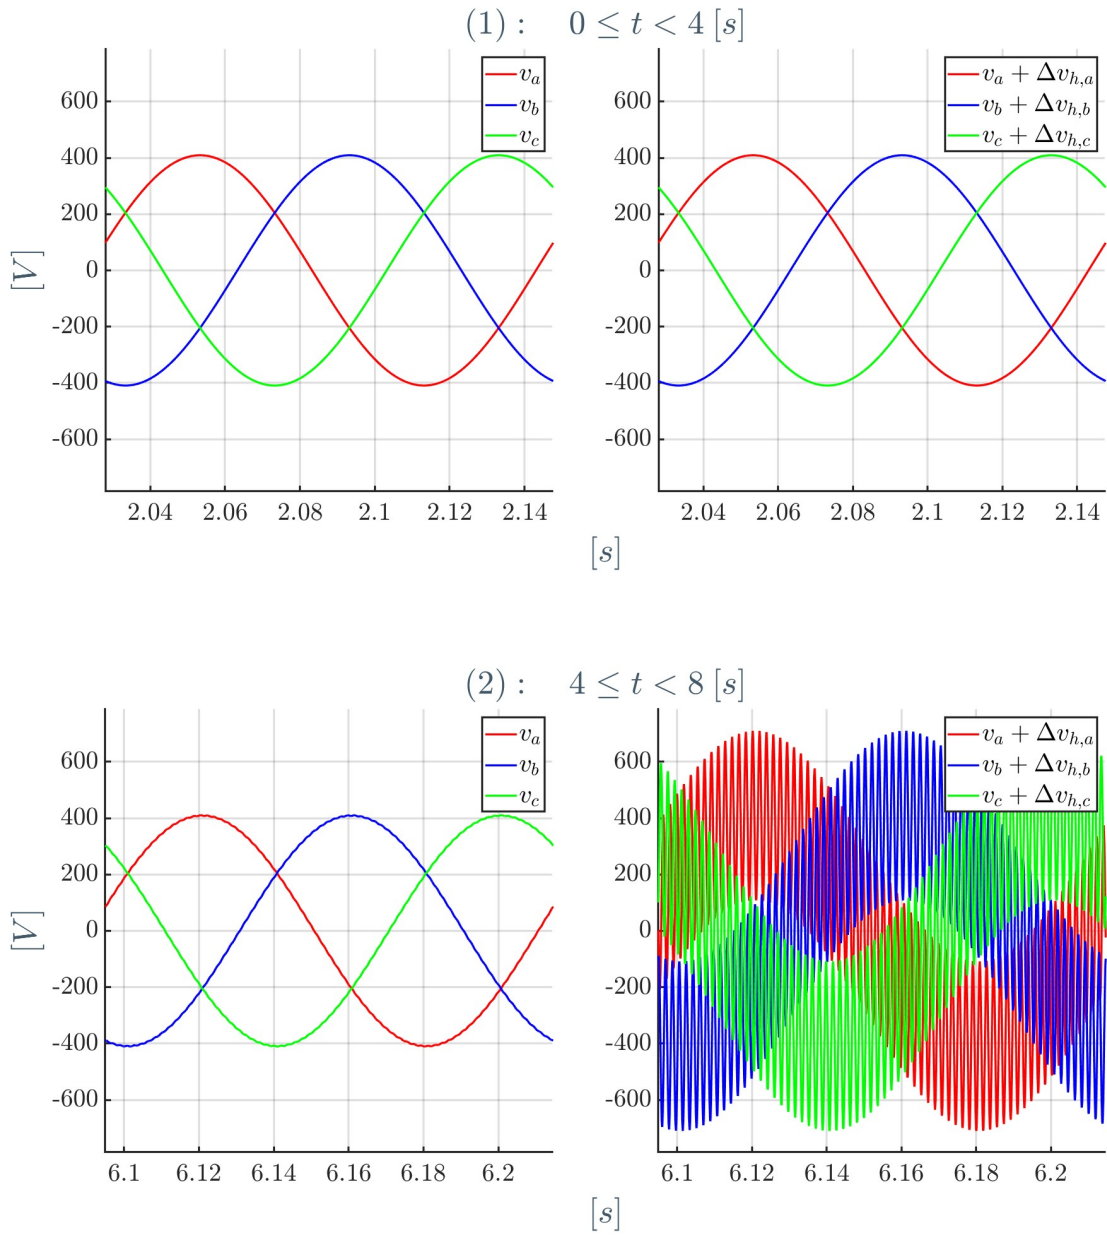 (1) : 0 ≤ t < 4 [s]
v_a
v_b
v_c
600
400
200
0
-200
-400
-600
[V]
2.04 2.06 2.08 2.1 2.12 2.14
v_a + Δv_{h,a}
v_b + Δv_{h,b}
v_c + Δv_{h,c}
600
400
200
0
-200
-400
-600
2.04 2.06 2.08 2.1 2.12 2.14
[s]
(2) : 4 ≤ t < 8 [s]
v_a
v_b
v_c
600
400
200
0
-200
-400
-600
[V]
6.1 6.12 6.14 6.16 6.18 6.2
v_a + Δv_{h,a}
v_b + Δv_{h,b}
v_c + Δv_{h,c}
600
400
200
0
-200
-400
-600
6.1 6.12 6.14 6.16 6.18 6.2
[s]